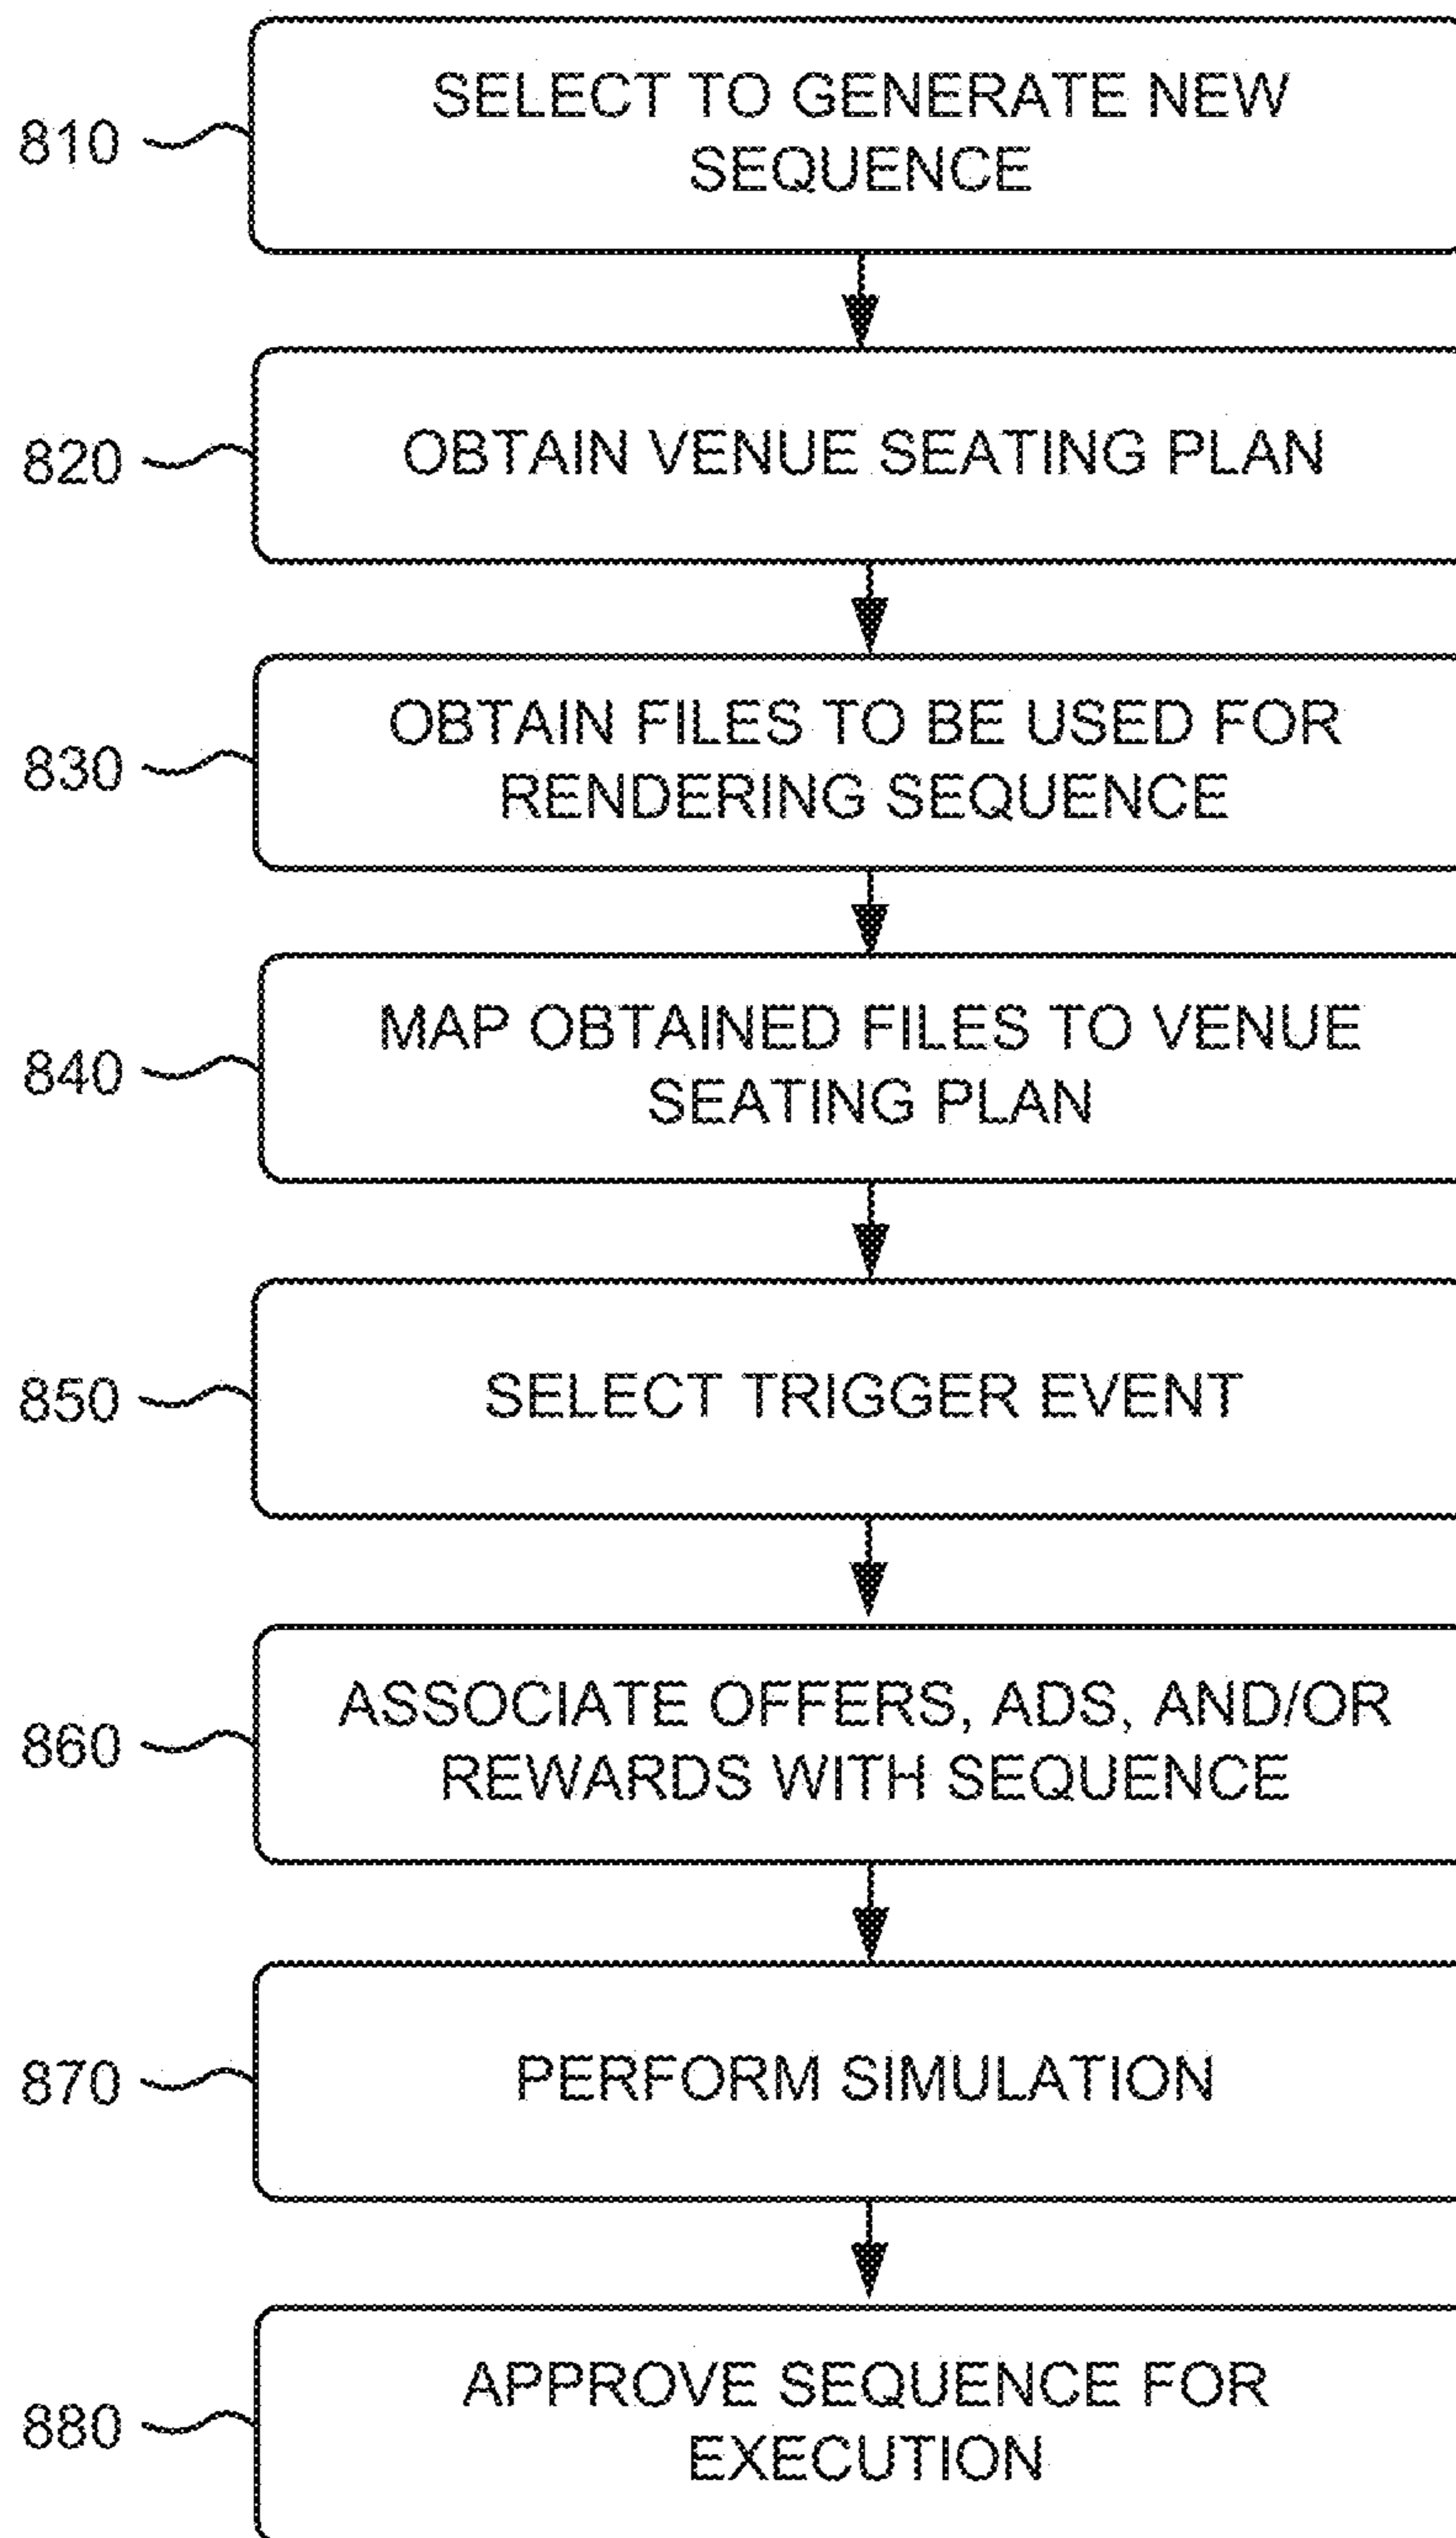 810
SELECT TO GENERATE NEW
SEQUENCE
820
OBTAIN VENUE SEATING PLAN
830
OBTAIN FILES TO BE USED FOR
RENDERING SEQUENCE
840
MAP OBTAINED FILES TO VENUE
SEATING PLAN
850
SELECT TRIGGER EVENT
860
ASSOCIATE OFFERS, ADS, AND/OR
REWARDS WITH SEQUENCE
870
PERFORM SIMULATION
880
APPROVE SEQUENCE FOR
EXECUTION